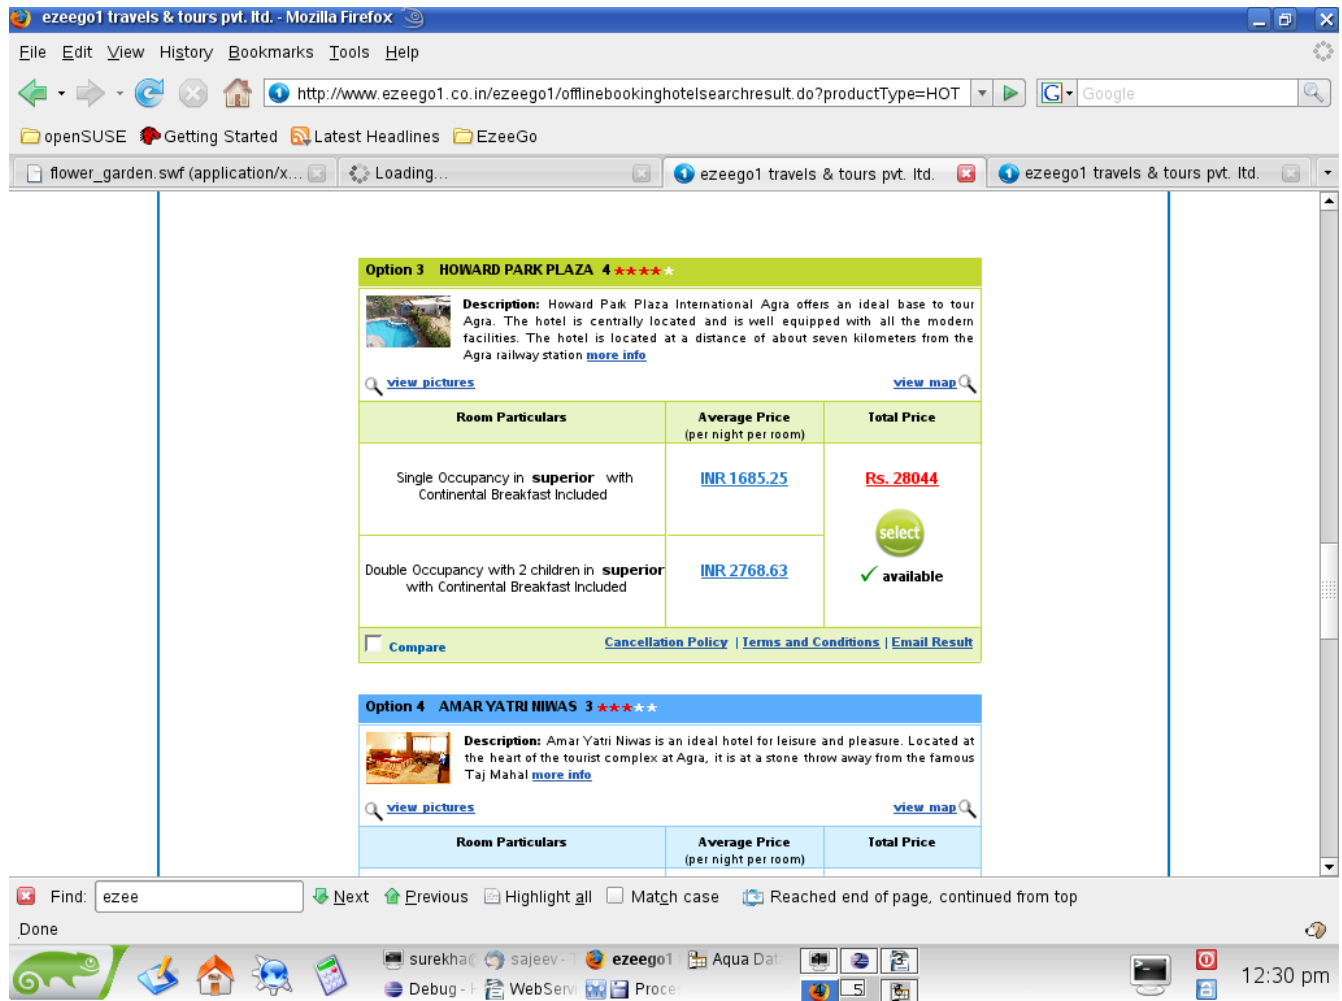 ezeego1 travels & tours pvt. ltd. - Mozilla Firefox
File Edit View History Bookmarks Tools Help
http://www.ezeego1.co.in/ezeego1/offlinebookinghotelsearchresult.do?productType=HOT
Google
openSUSE Getting Started Latest Headlines EzeeGo
flower_garden.swf (application/x... Loading... ezeego1 travels & tours pvt. ltd. ezeego1 travels & tours pvt. ltd.
Option 3 HOWARD PARK PLAZA 4
Description: Howard Park Plaza International Agra offers an ideal base to tour
Agra. The hotel is centrally located and is well equipped with all the modern
facilities. The hotel is located at a distance of about seven kilometers from the
Agra railway station more info
view pictures view map
Room Particulars Average Price Total Price
(per night per room)
Single Occupancy in superior with INR 1685.25 Rs. 28044
Continental Breakfast Included
select
Double Occupancy with 2 children in superior INR 2768.63 available
with Continental Breakfast Included
Compare Cancellation Policy | Terms and Conditions | Email Result
Option 4 AMAR YATRI NIWAS 3
Description: Amar Yatri Niwas is an ideal hotel for leisure and pleasure. Located at
the heart of the tourist complex at Agra, it is at a stone throw away from the famous
Taj Mahal more info
view pictures view map
Room Particulars Average Price Total Price
(per night per room)
Find: ezee Next Previous Highlight all Match case Reached end of page, continued from top
Done
surekha sajeev - ezeego1 Aqua Dat
Debug - WebServ Proce
4 5
12:30 pm